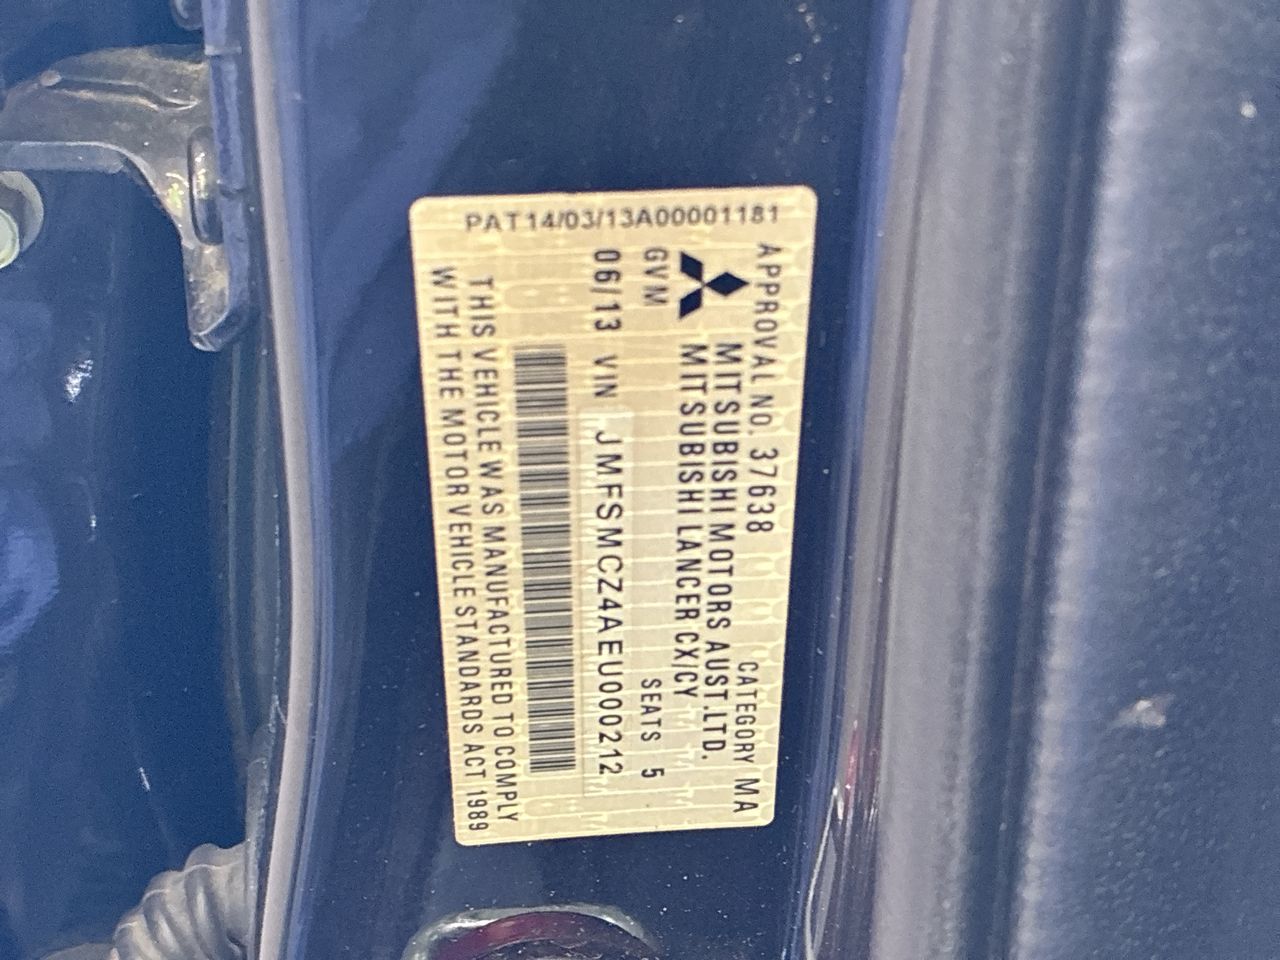 APPROVAL NO. 37638 CATEGORY MA
MITSUBISHI MOTORS AUST.LTD.
MITSUBISHI LANCER CX/CY
GVM SEATS 5
06/13 VIN JMFSMCZ4AEU000212
THIS VEHICLE WAS MANUFACTURED TO COMPLY
WITH THE MOTOR VEHICLE STANDARDS ACT 1989
PAT14/03/13A00001181